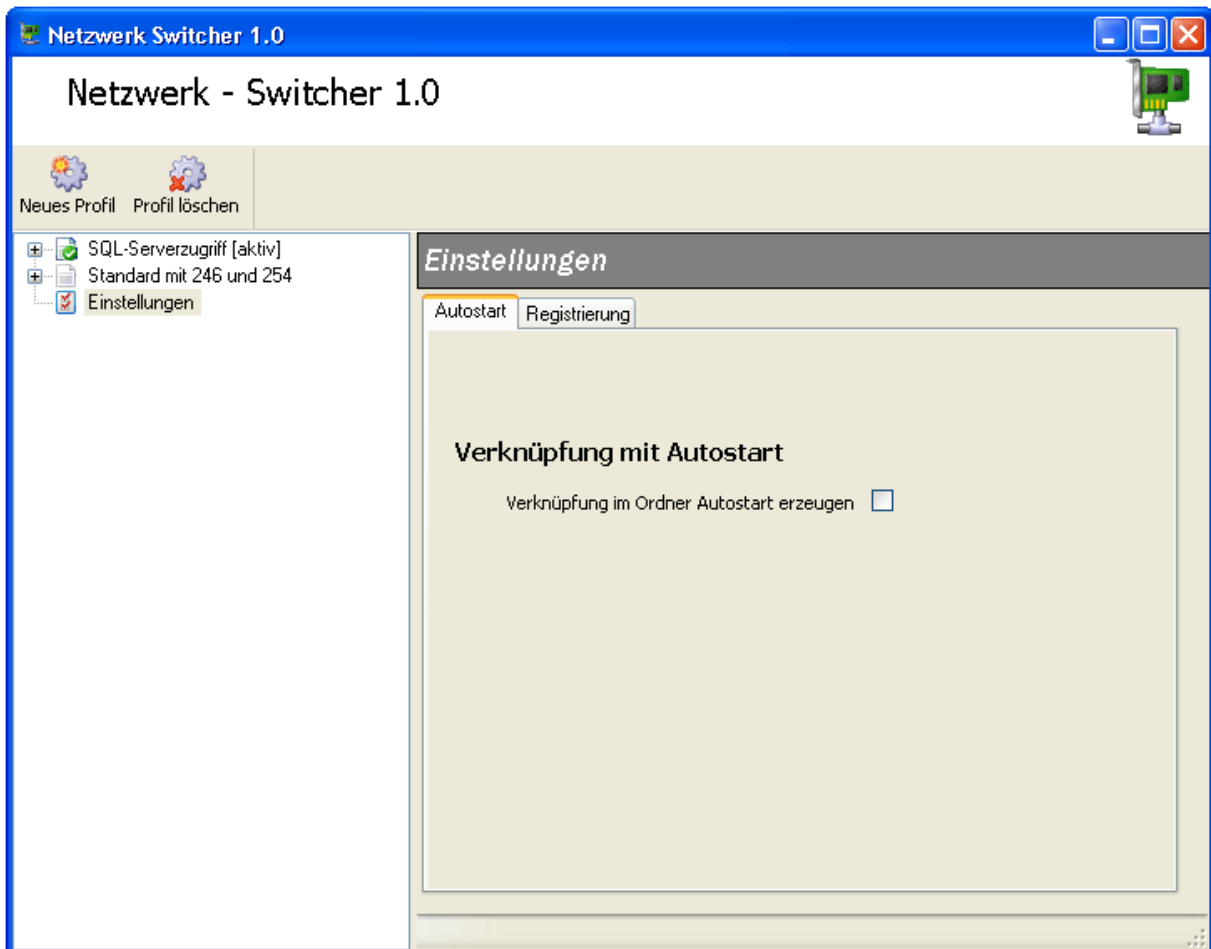 Netzwerk Switcher 1.0
Netzwerk - Switcher 1.0
Neues Profil Profil löschen
SQL-Serverzugriff [aktiv]
Standard mit 246 und 254
Einstellungen
Einstellungen
Autostart Registrierung
Verknüpfung mit Autostart
Verknüpfung im Ordner Autostart erzeugen